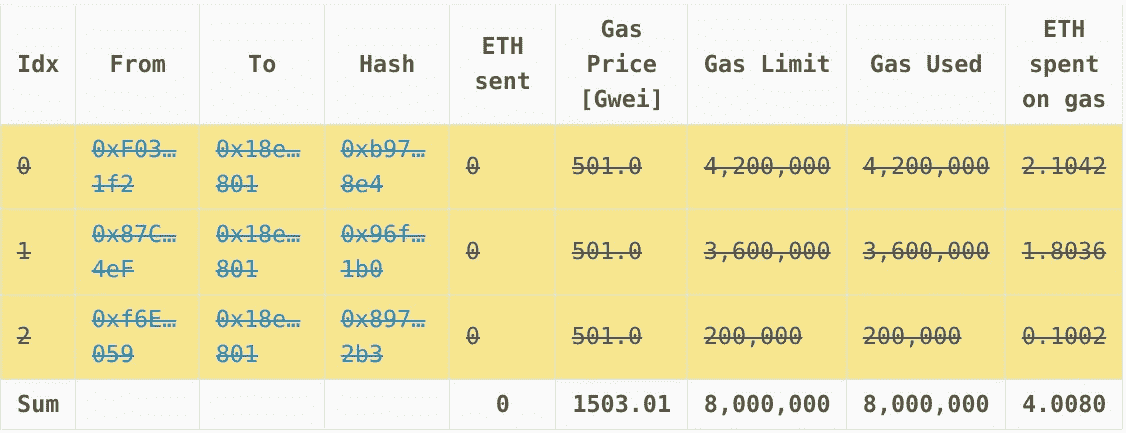 Idx From To Hash ETH sent Gas Price [Gwei] Gas Limit Gas Used ETH spent on gas
0 0xF03…1f2 0x18e…801 0xb97…8e4 0 501.0 4,200,000 4,200,000 2.1042
1 0x87C…4eF 0x18e…801 0x96f…1b0 0 501.0 3,600,000 3,600,000 1.8036
2 0xf6E…059 0x18e…801 0x897…2b3 0 501.0 200,000 200,000 0.1002
Sum 0 1503.01 8,000,000 8,000,000 4.0080